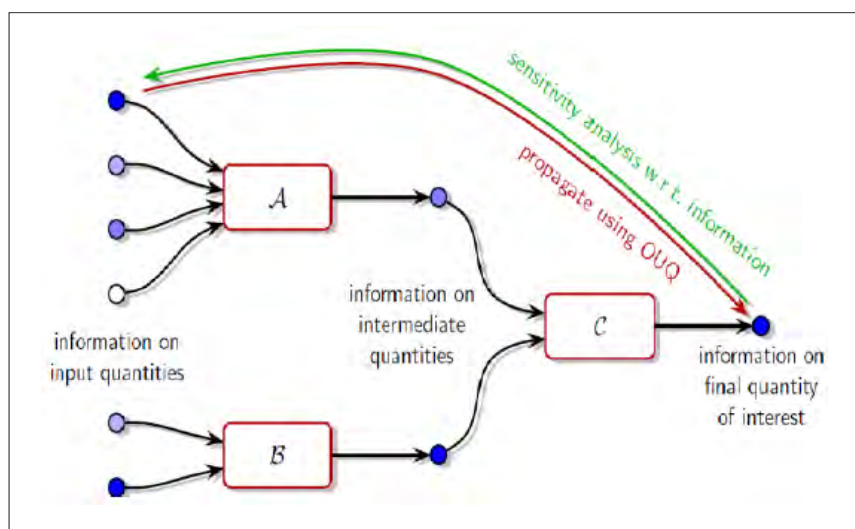 sensitivity analysis w r t. information
propagate using OUQ
A
information on
intermediate
quantities
C
information on
input quantities
information on
final quantity
of interest
B